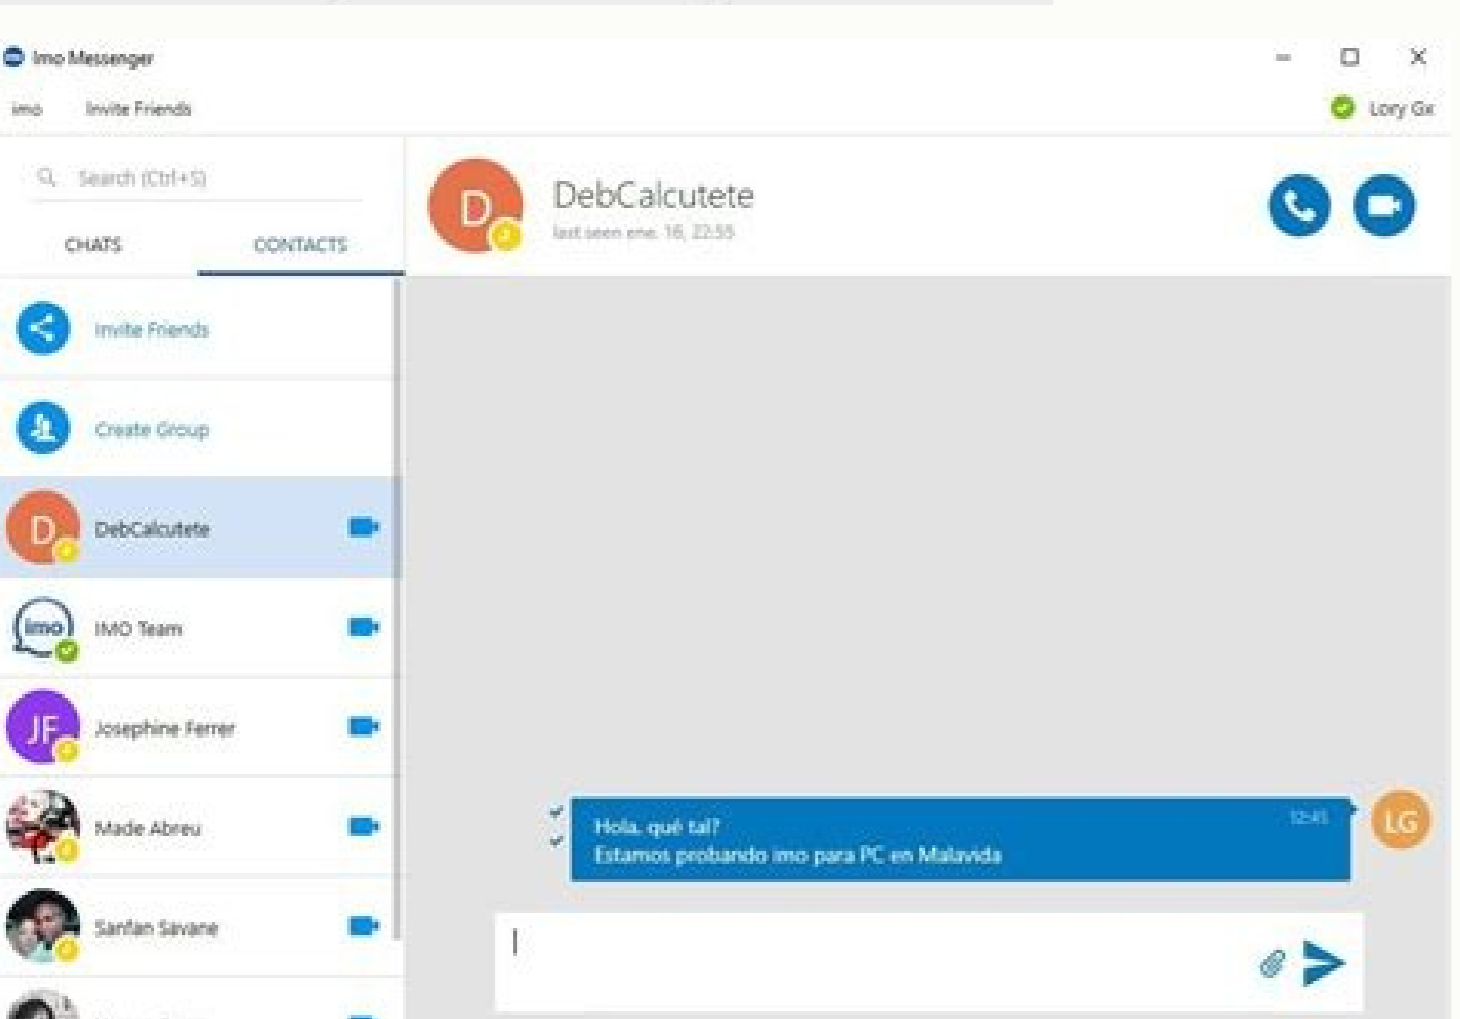 Imo Messenger
imo Invite Friends
Lory Gx
Search (Ctrl+S)
CHATS CONTACTS
Invite Friends
Create Group
D DebCalcutete
imo IMO Team
JF Josephine Ferrer
Made Abreu
Sanfan Savane
D DebCalcutete
last seen ene. 16, 22:55
Hola, qué tal? 12:45
Estamos probando imo para PC en Malavida
LG